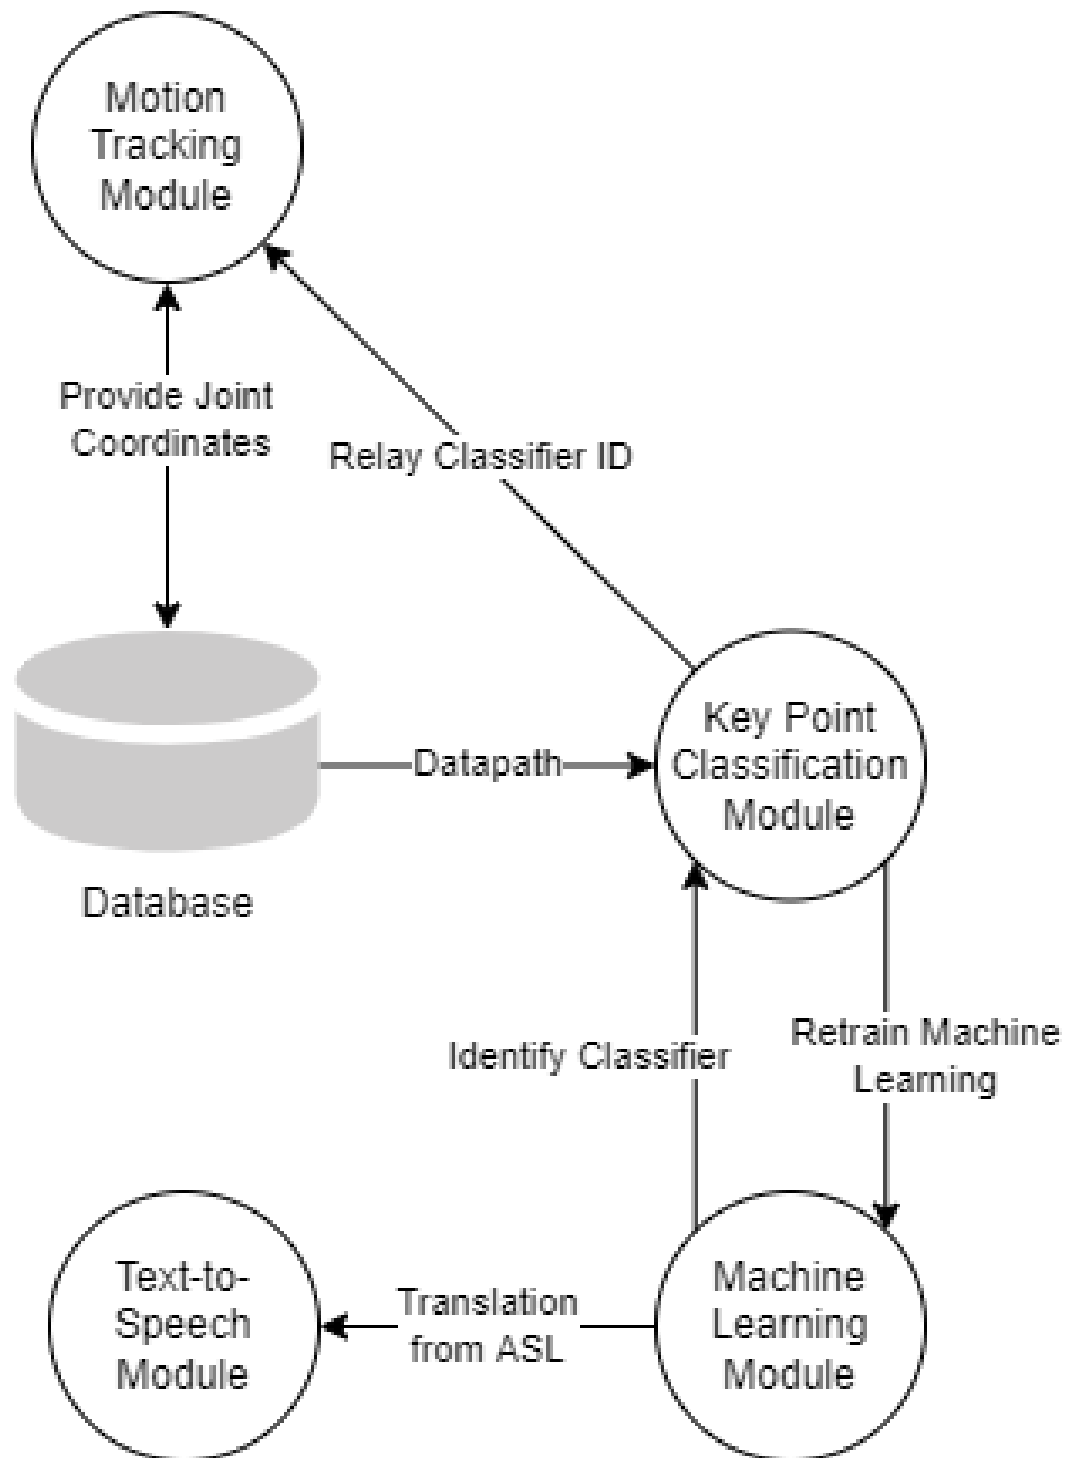 Motion
Tracking
Module
Provide Joint
Coordinates
Relay Classifier ID
Key Point
Classification
Module
Datapath
Database
Identify Classifier
Retrain Machine
Learning
Text-to-
Speech
Module
Translation
from ASL
Machine
Learning
Module